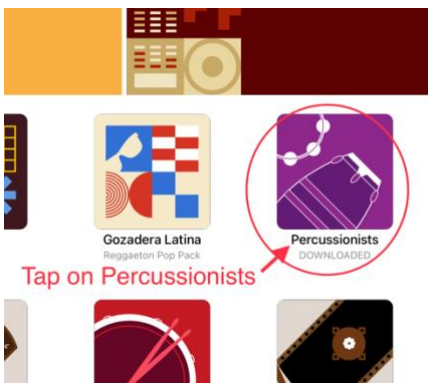 Gozadera Latina
Reggaeton Pop Pack
Percussionists
DOWNLOADED
Tap on Percussionists